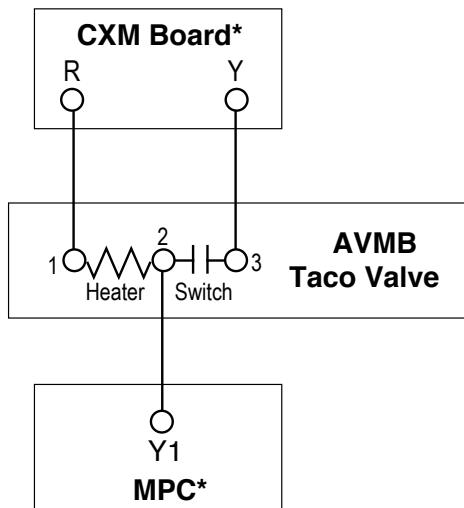 CXM Board*
R Y
1 2 3
Heater Switch
AVMB
Taco Valve
Y1
MPC*